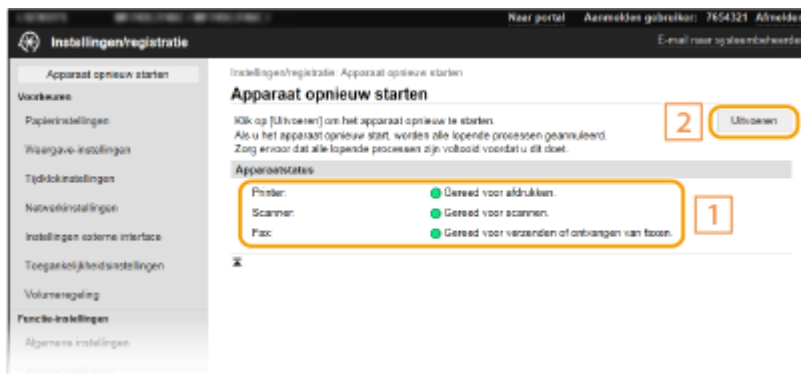 Naar portal Aanmelden gebruiker: 7654321 Afmelden
Instellingen/registratie
E-mail naar systeembeheerder
Apparaat opnieuw starten
Voorkeuren
Papierinstellingen
Weergave-instellingen
Tijdklokinstellingen
Netwerkinstallingen
Instellingen externe interface
Toegankelijkheidsinstellingen
Volumeregeling
Functie-instellingen
Algemene instellingen
Instellingen/registratie: Apparaat opnieuw starten
Apparaat opnieuw starten
Klik op [Uitvoeren] om het apparaat opnieuw te starten.
Als u het apparaat opnieuw start, worden alle lopende processen geannuleerd.
Zorg ervoor dat alle lopende processen zijn voltooid voordat u dit doet.
2
Uitvoeren
Apparaatstatus
Printer: Gereed voor afdrukken.
Scanner: Gereed voor scannen.
Fax: Gereed voor verzenden of ontvangen van faxen.
1